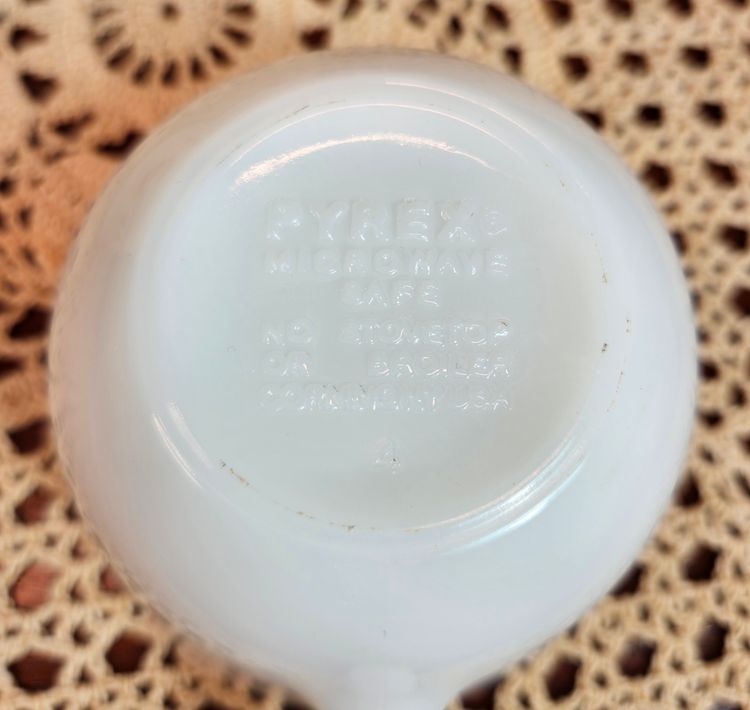 PYREX®
MICROWAVE
SAFE
NO STOVETOP
OR BROILER
CORNING NY USA
4